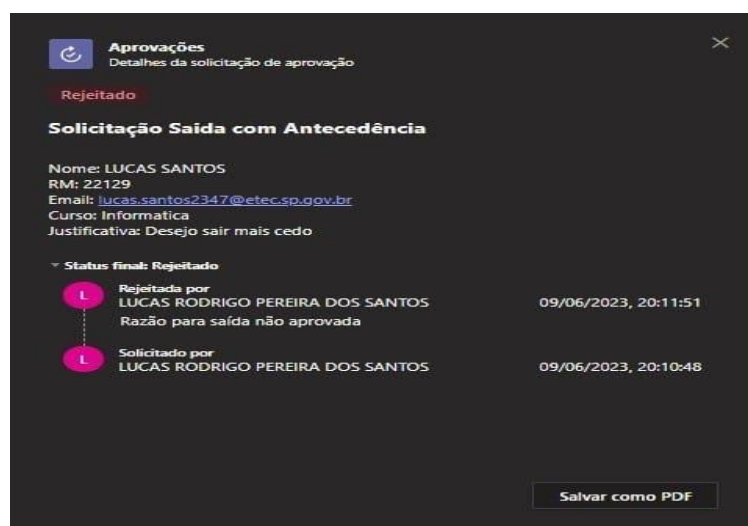 Aprovações
Detalhes da solicitação de aprovação
Rejeitado
Solicitação Saída com Antecedência
Nome: LUCAS SANTOS
RM: 22129
Email: lucas.santos2347@etec.sp.gov.br
Curso: Informatica
Justificativa: Desejo sair mais cedo
Status final: Rejeitado
L
Rejeitada por
LUCAS RODRIGO PEREIRA DOS SANTOS 09/06/2023, 20:11:51
Razão para saída não aprovada
L
Solicitado por
LUCAS RODRIGO PEREIRA DOS SANTOS 09/06/2023, 20:10:48
Salvar como PDF